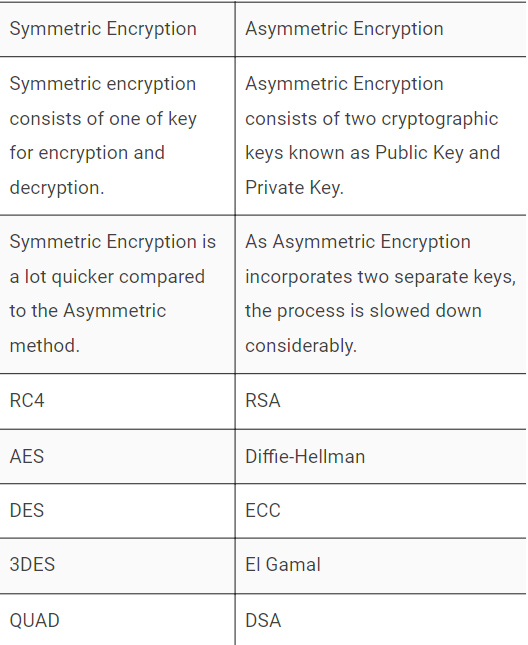 Symmetric Encryption
Asymmetric Encryption
Symmetric encryption
consists of one of key
for encryption and
decryption.
Asymmetric Encryption
consists of two cryptographic
keys known as Public Key and
Private Key.
Symmetric Encryption is
a lot quicker compared
to the Asymmetric
method.
As Asymmetric Encryption
incorporates two separate keys,
the process is slowed down
considerably.
RC4
RSA
AES
Diffie-Hellman
DES
ECC
3DES
El Gamal
QUAD
DSA